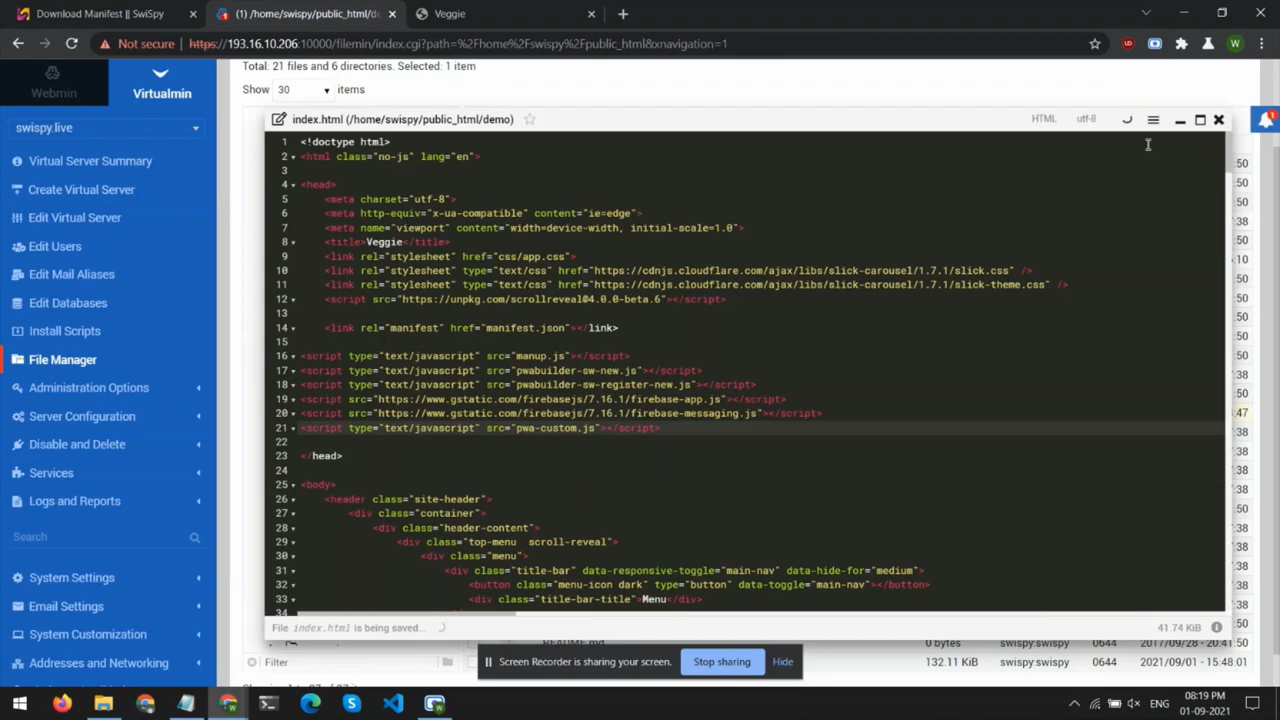 Download Manifest || SwiSpy
(1) /home/swispy/public_html/de
Veggie
Not secure
https://193.16.10.206:10000/filemin/index.cgi?path=%2Fhome%2Fswispy%2Fpublic_html&xnavigation=1
W
Webmin
Virtualmin
swispy.live
Virtual Server Summary
Create Virtual Server
Edit Virtual Server
Edit Users
Edit Mail Aliases
Edit Databases
Install Scripts
File Manager
Administration Options
Server Configuration
Disable and Delete
Services
Logs and Reports
Search
System Settings
Email Settings
System Customization
Addresses and Networking
Total: 21 files and 6 directories. Selected: 1 item
Show 30 items
index.html (/home/swispy/public_html/demo)
HTML utf-8
1 <!doctype html>
2 <html class="no-js" lang="en">
3
4 <head>
5 <meta charset="utf-8">
6 <meta http-equiv="x-ua-compatible" content="ie=edge">
7 <meta name="viewport" content="width=device-width, initial-scale=1.0">
8 <title>Veggie</title>
9 <link rel="stylesheet" href="css/app.css">
10 <link rel="stylesheet" type="text/css" href="https://cdnjs.cloudflare.com/ajax/libs/slick-carousel/1.7.1/slick.css" />
11 <link rel="stylesheet" type="text/css" href="https://cdnjs.cloudflare.com/ajax/libs/slick-carousel/1.7.1/slick-theme.css" />
12 <script src="https://unpkg.com/scrollreveal@4.0.0-beta.6"></script>
13
14 <link rel="manifest" href="manifest.json"></link>
15
16 <script type="text/javascript" src="manup.js"></script>
17 <script type="text/javascript" src="pwabuilder-sw-new.js"></script>
18 <script type="text/javascript" src="pwabuilder-sw-register-new.js"></script>
19 <script src="https://www.gstatic.com/firebasejs/7.16.1/firebase-app.js"></script>
20 <script src="https://www.gstatic.com/firebasejs/7.16.1/firebase-messaging.js"></script>
21 <script type="text/javascript" src="pwa-custom.js"></script>
22
23 </head>
24
25 <body>
26 <header class="site-header">
27 <div class="container">
28 <div class="header-content">
29 <div class="top-menu  scroll-reveal">
30 <div class="menu">
31 <div class="title-bar" data-responsive-toggle="main-nav" data-hide-for="medium">
32 <button class="menu-icon dark" type="button" data-toggle="main-nav"></button>
33 <div class="title-bar-title">Menu</div>
34
File index.html is being saved...
41.74 KiB
README.md 0 bytes swispy:swispy 0644 2017/09/28 - 20:41:50
Filter
132.11 KiB swispy:swispy 0644 2021/09/01 - 15:48:01
Screen Recorder is sharing your screen.
Stop sharing
Hide
ENG
08:19 PM
01-09-2021